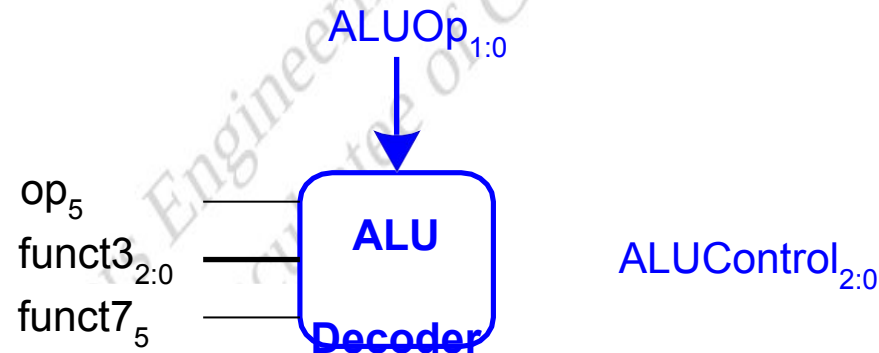 ALUOp1:0
op5
funct32:0
funct75
ALU
Decoder
ALUControl2:0